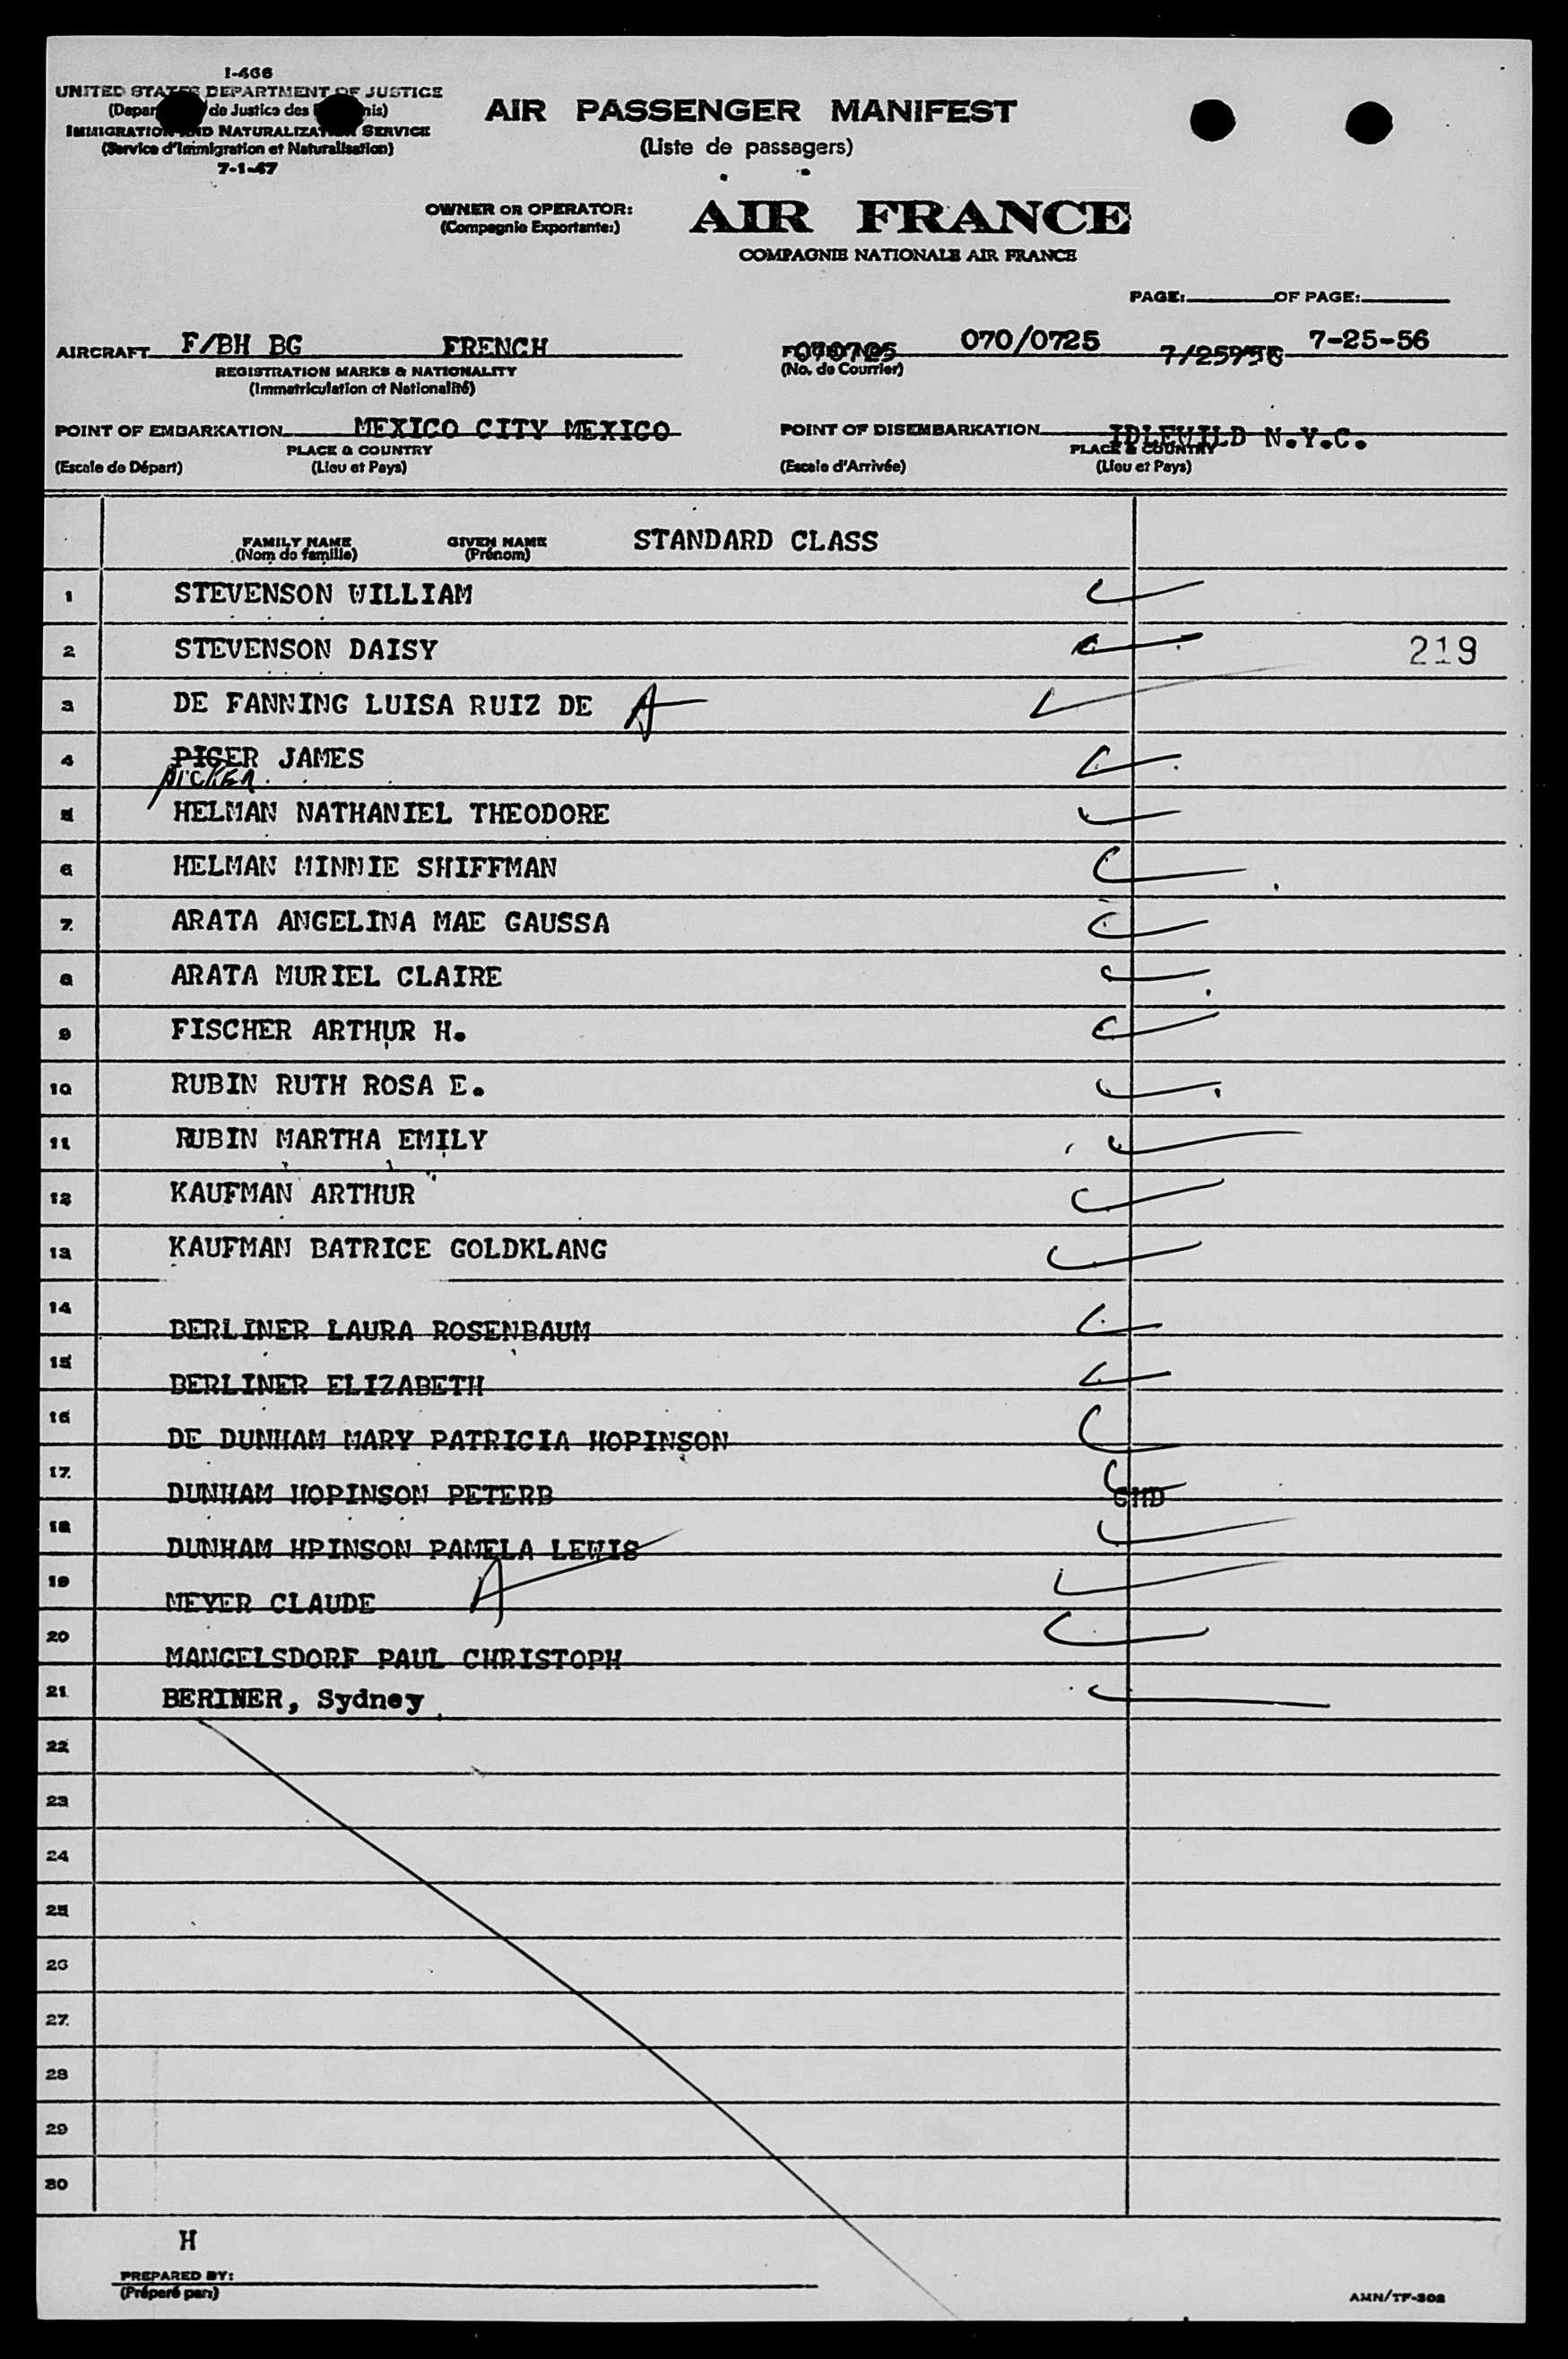 I-466
UNITED STATES DEPARTMENT OF JUSTICE
(Depar de Justice des nis)
IMMIGRATION AND NATURALIZATION SERVICE
(Service d'Immigration et Naturalisation)
7-1-47
AIR PASSENGER MANIFEST
(Liste de passagers)
OWNER OR OPERATOR:
(Compagnie Exportante:)
AIR FRANCE
COMPAGNIE NATIONALE AIR FRANCE
PAGE: OF PAGE:
AIRCRAFT F/BH BG FRENCH 070705 070/0725 7/25/56 7-25-56
REGISTRATION MARKS & NATIONALITY
(Immatriculation et Nationalité)
(No. de Courrier)
POINT OF EMBARKATION MEXICO CITY MEXICO
PLACE & COUNTRY
(Escale de Départ) (Lieu et Pays)
POINT OF DISEMBARKATION IDLEWILD N.Y.C.
PLACE & COUNTRY
(Escale d'Arrivée) (Lieu et Pays)
FAMILY NAME GIVEN NAME STANDARD CLASS
(Nom de famille) (Prénom)
1 STEVENSON WILLIAM
2 STEVENSON DAISY 219
3 DE FANNING LUISA RUIZ DE A
4 PIGER JAMES
PICKER
5 HELMAN NATHANIEL THEODORE
6 HELMAN MINNIE SHIFFMAN
7 ARATA ANGELINA MAE GAUSSA
8 ARATA MURIEL CLAIRE
9 FISCHER ARTHUR H.
10 RUBIN RUTH ROSA E.
11 RUBIN MARTHA EMILY
12 KAUFMAN ARTHUR
13 KAUFMAN BATRICE GOLDKLANG
14 BERLINER LAURA ROSENBAUM
15 BERLINER ELIZABETH
16 DE DUNHAM MARY PATRICIA HOPINSON
17 DUNHAM HOPINSON PETERB CHD
18 DUNHAM HPINSON PAMELA LEWIS
19 MEYER CLAUDE A
20 MANGELSDORF PAUL CHRISTOPH
21 BERINER, Sydney
22
23
24
25
26
27
28
29
30
H
PREPARED BY:
(Préparé par:)
AMN/TF-302